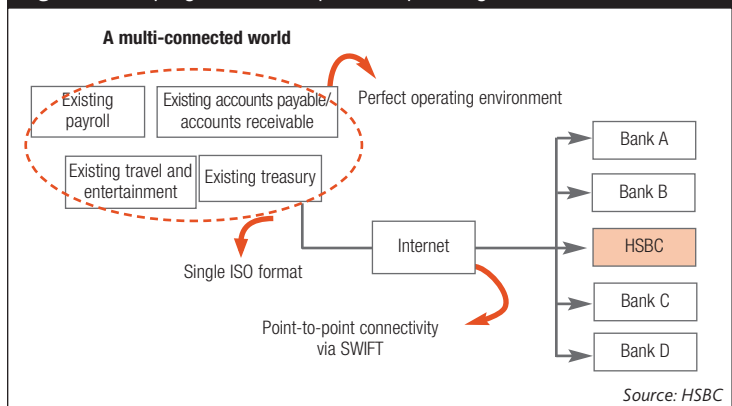 A multi-connected world
Existing
payroll
Existing accounts payable/
accounts receivable
Perfect operating environment
Existing travel and
entertainment
Existing treasury
Single ISO format
Internet
Point-to-point connectivity
via SWIFT
Bank A
Bank B
HSBC
Bank C
Bank D
Source: HSBC